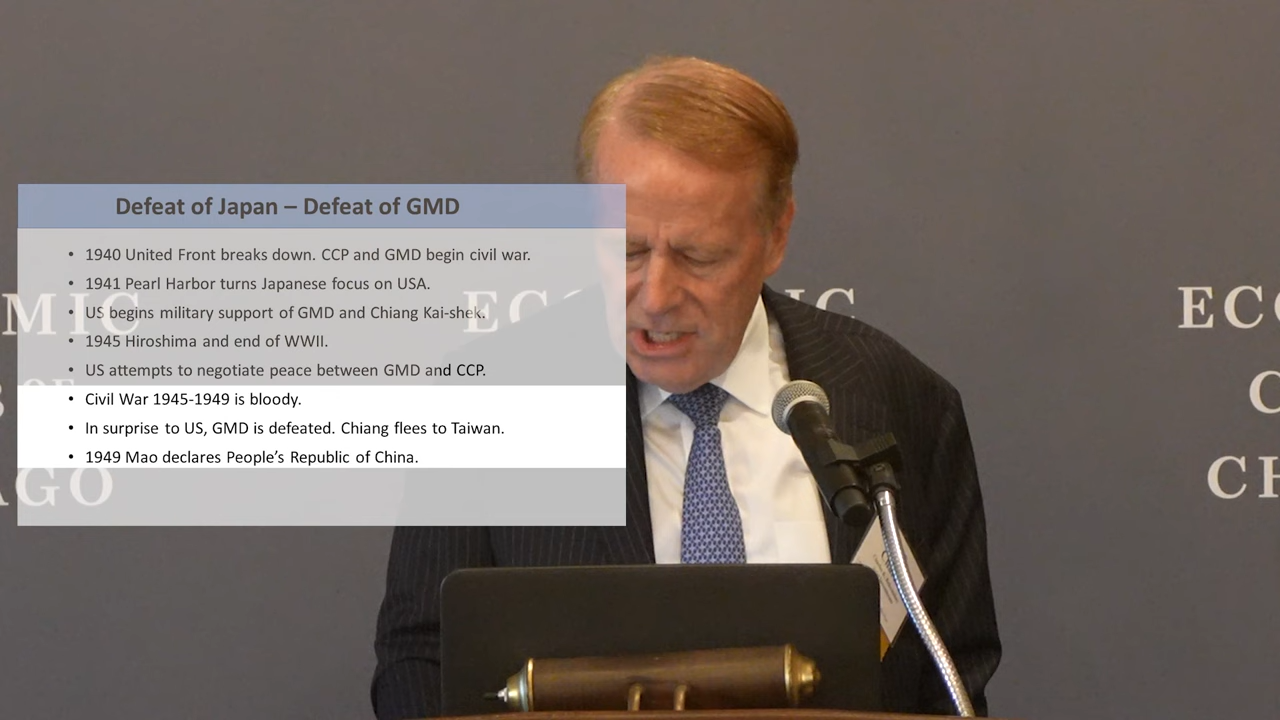 Defeat of Japan – Defeat of GMD
• 1940 United Front breaks down. CCP and GMD begin civil war.
• 1941 Pearl Harbor turns Japanese focus on USA.
• US begins military support of GMD and Chiang Kai-shek.
• 1945 Hiroshima and end of WWII.
• US attempts to negotiate peace between GMD and CCP.
• Civil War 1945-1949 is bloody.
• In surprise to US, GMD is defeated. Chiang flees to Taiwan.
• 1949 Mao declares People’s Republic of China.
MIC
OF
AGO
EC
IC
ECO
C
CH